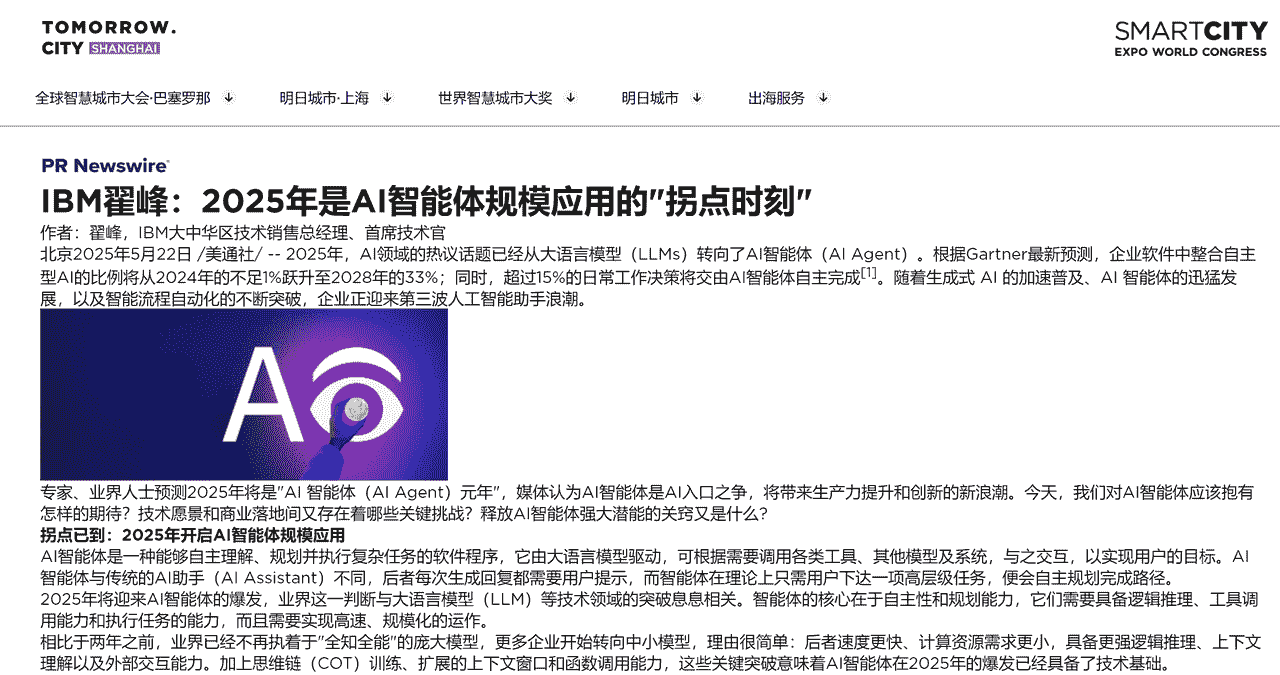 TOMORROW.
CITY SHANGHAI
SMARTCITY
EXPO WORLD CONGRESS
全球智慧城市大会·巴塞罗那 ↓ 明日城市·上海 ↓ 世界智慧城市大奖 ↓ 明日城市 ↓ 出海服务 ↓
PR Newswire
IBM翟峰：2025年是AI智能体规模应用的"拐点时刻"
作者：翟峰，IBM大中华区技术销售总经理、首席技术官
北京2025年5月22日 /美通社/ -- 2025年，AI领域的热议话题已经从大语言模型（LLMs）转向了AI智能体（AI Agent）。根据Gartner最新预测，企业软件中整合自主
型AI的比例将从2024年的不足1%跃升至2028年的33%；同时，超过15%的日常工作决策将交由AI智能体自主完成[1]。随着生成式 AI 的加速普及、AI 智能体的迅猛发
展，以及智能流程自动化的不断突破，企业正迎来第三波人工智能助手浪潮。
A
专家、业界人士预测2025年将是"AI 智能体（AI Agent）元年"，媒体认为AI智能体是AI入口之争，将带来生产力提升和创新的新浪潮。今天，我们对AI智能体应该抱有
怎样的期待？技术愿景和商业落地间又存在着哪些关键挑战？释放AI智能体强大潜能的关窍又是什么？
拐点已到：2025年开启AI智能体规模应用
AI智能体是一种能够自主理解、规划并执行复杂任务的软件程序，它由大语言模型驱动，可根据需要调用各类工具、其他模型及系统，与之交互，以实现用户的目标。AI
智能体与传统的AI助手（AI Assistant）不同，后者每次生成回复都需要用户提示，而智能体在理论上只需用户下达一项高层级任务，便会自主规划完成路径。
2025年将迎来AI智能体的爆发，业界这一判断与大语言模型（LLM）等技术领域的突破息息相关。智能体的核心在于自主性和规划能力，它们需要具备逻辑推理、工具调
用能力和执行任务的能力，而且需要实现高速、规模化的运作。
相比于两年之前，业界已经不再执着于"全知全能"的庞大模型，更多企业开始转向中小模型，理由很简单：后者速度更快、计算资源需求更小，具备更强逻辑推理、上下文
理解以及外部交互能力。加上思维链（COT）训练、扩展的上下文窗口和函数调用能力，这些关键突破意味着AI智能体在2025年的爆发已经具备了技术基础。